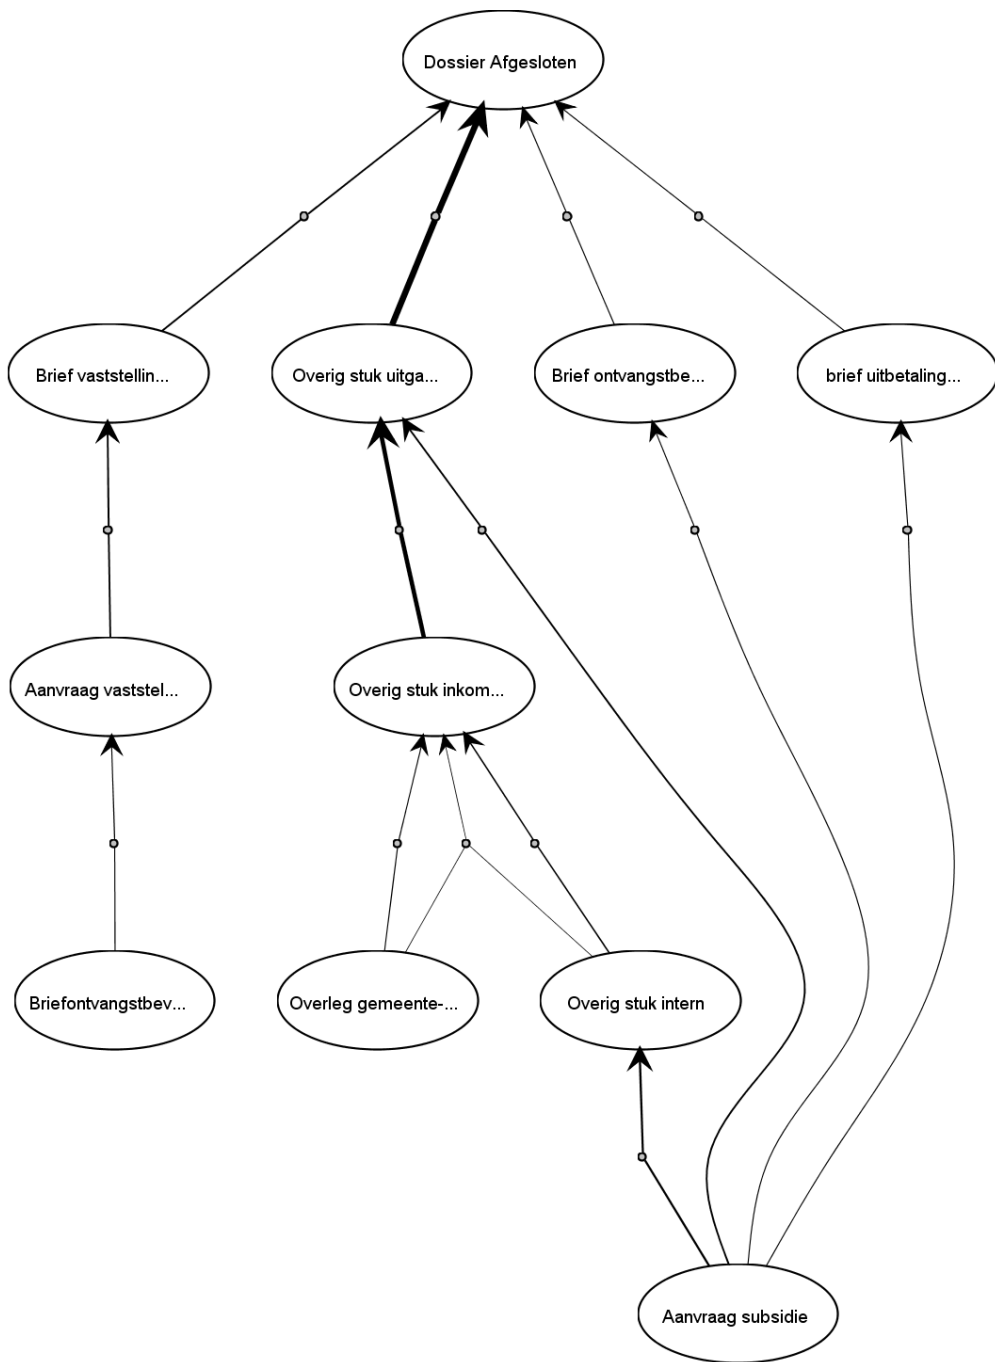 Dossier Afgesloten
Brief vaststellin...
Overig stuk uitga...
Brief ontvangstbe...
brief uitbetaling...
Aanvraag vaststel...
Overig stuk inkom...
Briefontvangstbev...
Overleg gemeente-...
Overig stuk intern
Aanvraag subsidie